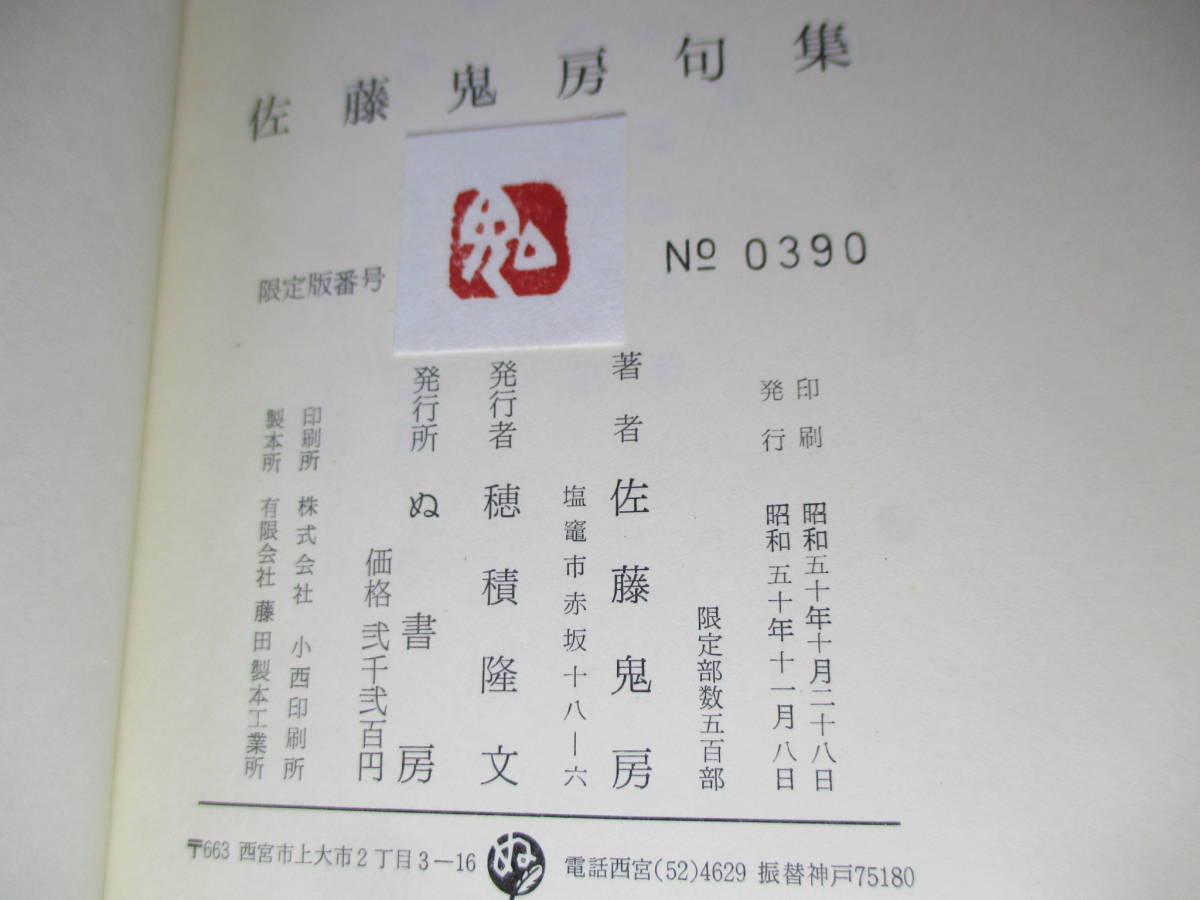 佐藤鬼房句集
鬼
限定版番号
No 0390
印刷 昭和五十年十月二十八日
発行 昭和五十年十一月八日
限定部数五百部
著者 佐藤鬼房
塩竈市赤坂十八―六
発行者 穂積隆文
発行所 ぬ書房
価格 弐千弐百円
印刷所 株式会社 小西印刷所
製本所 有限会社 藤田製本工業所
〒663 西宮市上大市2丁目3―16 ぬ 電話西宮(52)4629 振替神戸75180